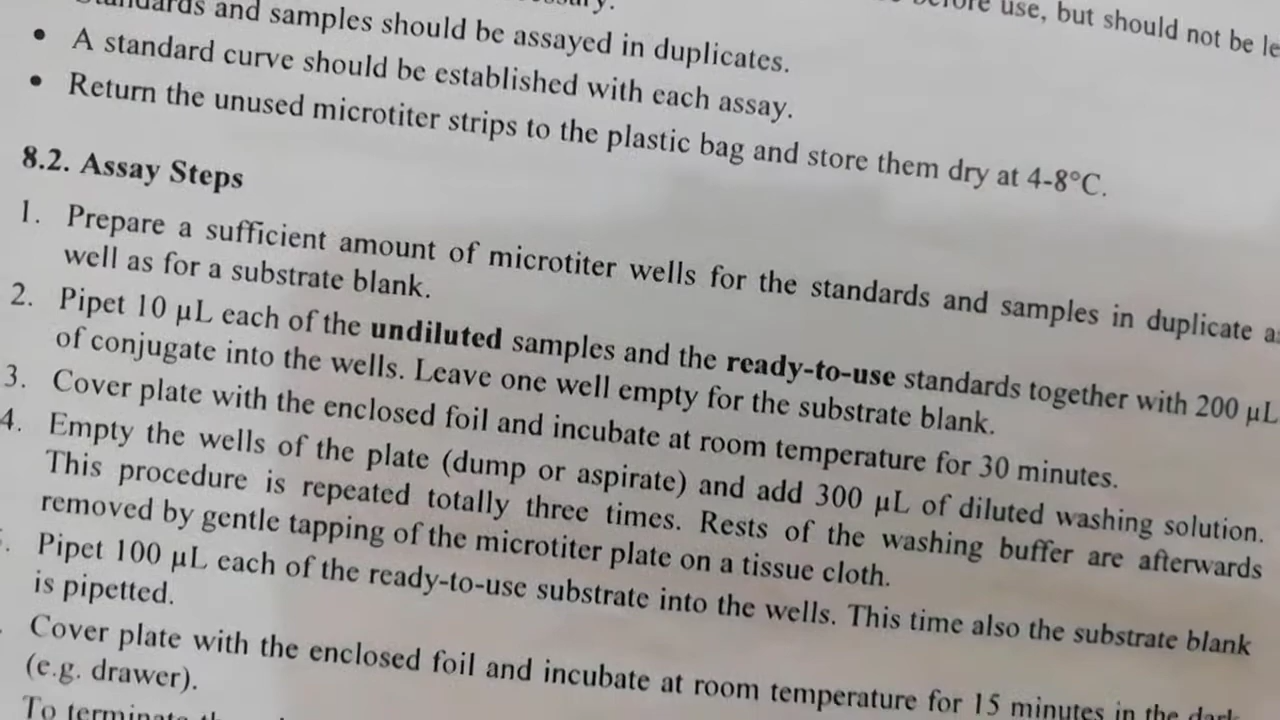 and samples should be assayed in duplicates.
use, but should not be
• A standard curve should be established with each assay.
• Return the unused microtiter strips to the plastic bag and store them dry at 4-8°C.
8.2. Assay Steps
1. Prepare a sufficient amount of microtiter wells for the standards and samples in duplicate
well as for a substrate blank.
2. Pipet 10 µL each of the undiluted samples and the ready-to-use standards together with 200 µL
of conjugate into the wells. Leave one well empty for the substrate blank.
3. Cover plate with the enclosed foil and incubate at room temperature for 30 minutes.
4. Empty the wells of the plate (dump or aspirate) and add 300 µL of diluted washing solution.
This procedure is repeated totally three times. Rests of the washing buffer are afterwards
removed by gentle tapping of the microtiter plate on a tissue cloth.
Pipet 100 µL each of the ready-to-use substrate into the wells. This time also the substrate blank
is pipetted.
Cover plate with the enclosed foil and incubate at room temperature for 15 minutes in the dark
(e.g. drawer).
To terminate